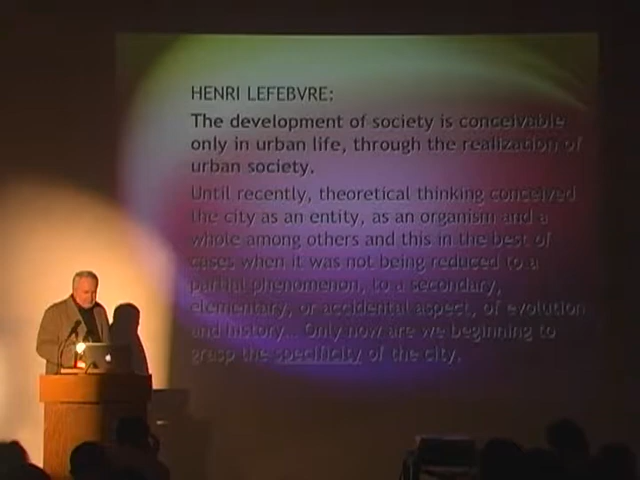 HENRI LEFEBVRE:
The development of society is conceivable
only in urban life, through the realization of
urban society.
Until recently, theoretical thinking conceived
the city as an entity, as an organism and a
whole among others and this in the best of
cases when it was not being reduced to a
partial phenomenon, to a secondary,
elementary, or accidental aspect, of evolution
and history... Only now are we beginning to
grasp the specificity of the city.